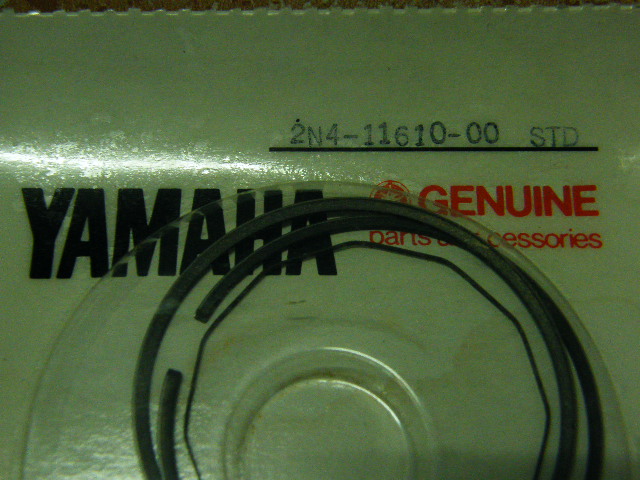 2N4-11610-00 STD
YAMAHA GENUINE
parts & accessories